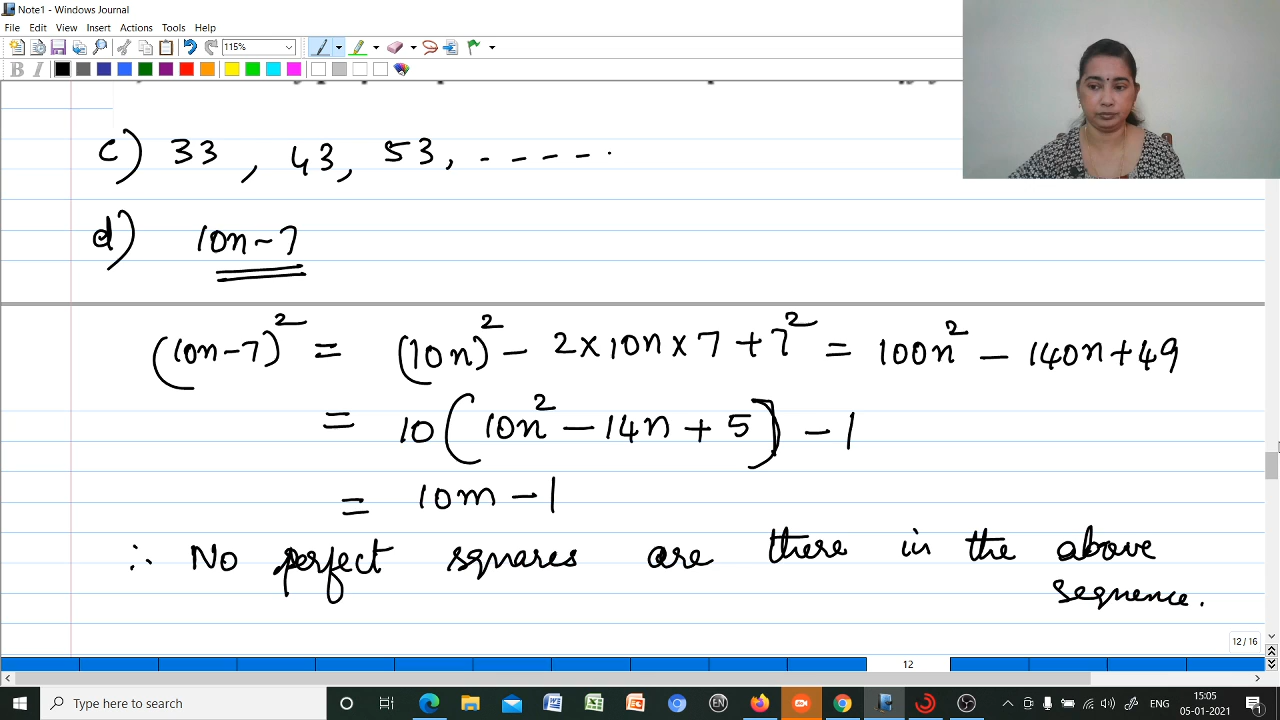 Note1 - Windows Journal
File Edit View Insert Actions Tools Help
115%
B I
c) 33 , 43, 53, - - - - - .
d) 10n-7
(10n-7)² = (10n)² - 2×10n×7 + 7² = 100n² - 140n+49
= 10(10n² - 14n + 5) - 1
= 10m - 1
∴ No perfect squares are there in the above
sequence.
12 / 16
12
Type here to search
ENG
15:05
05-01-2021